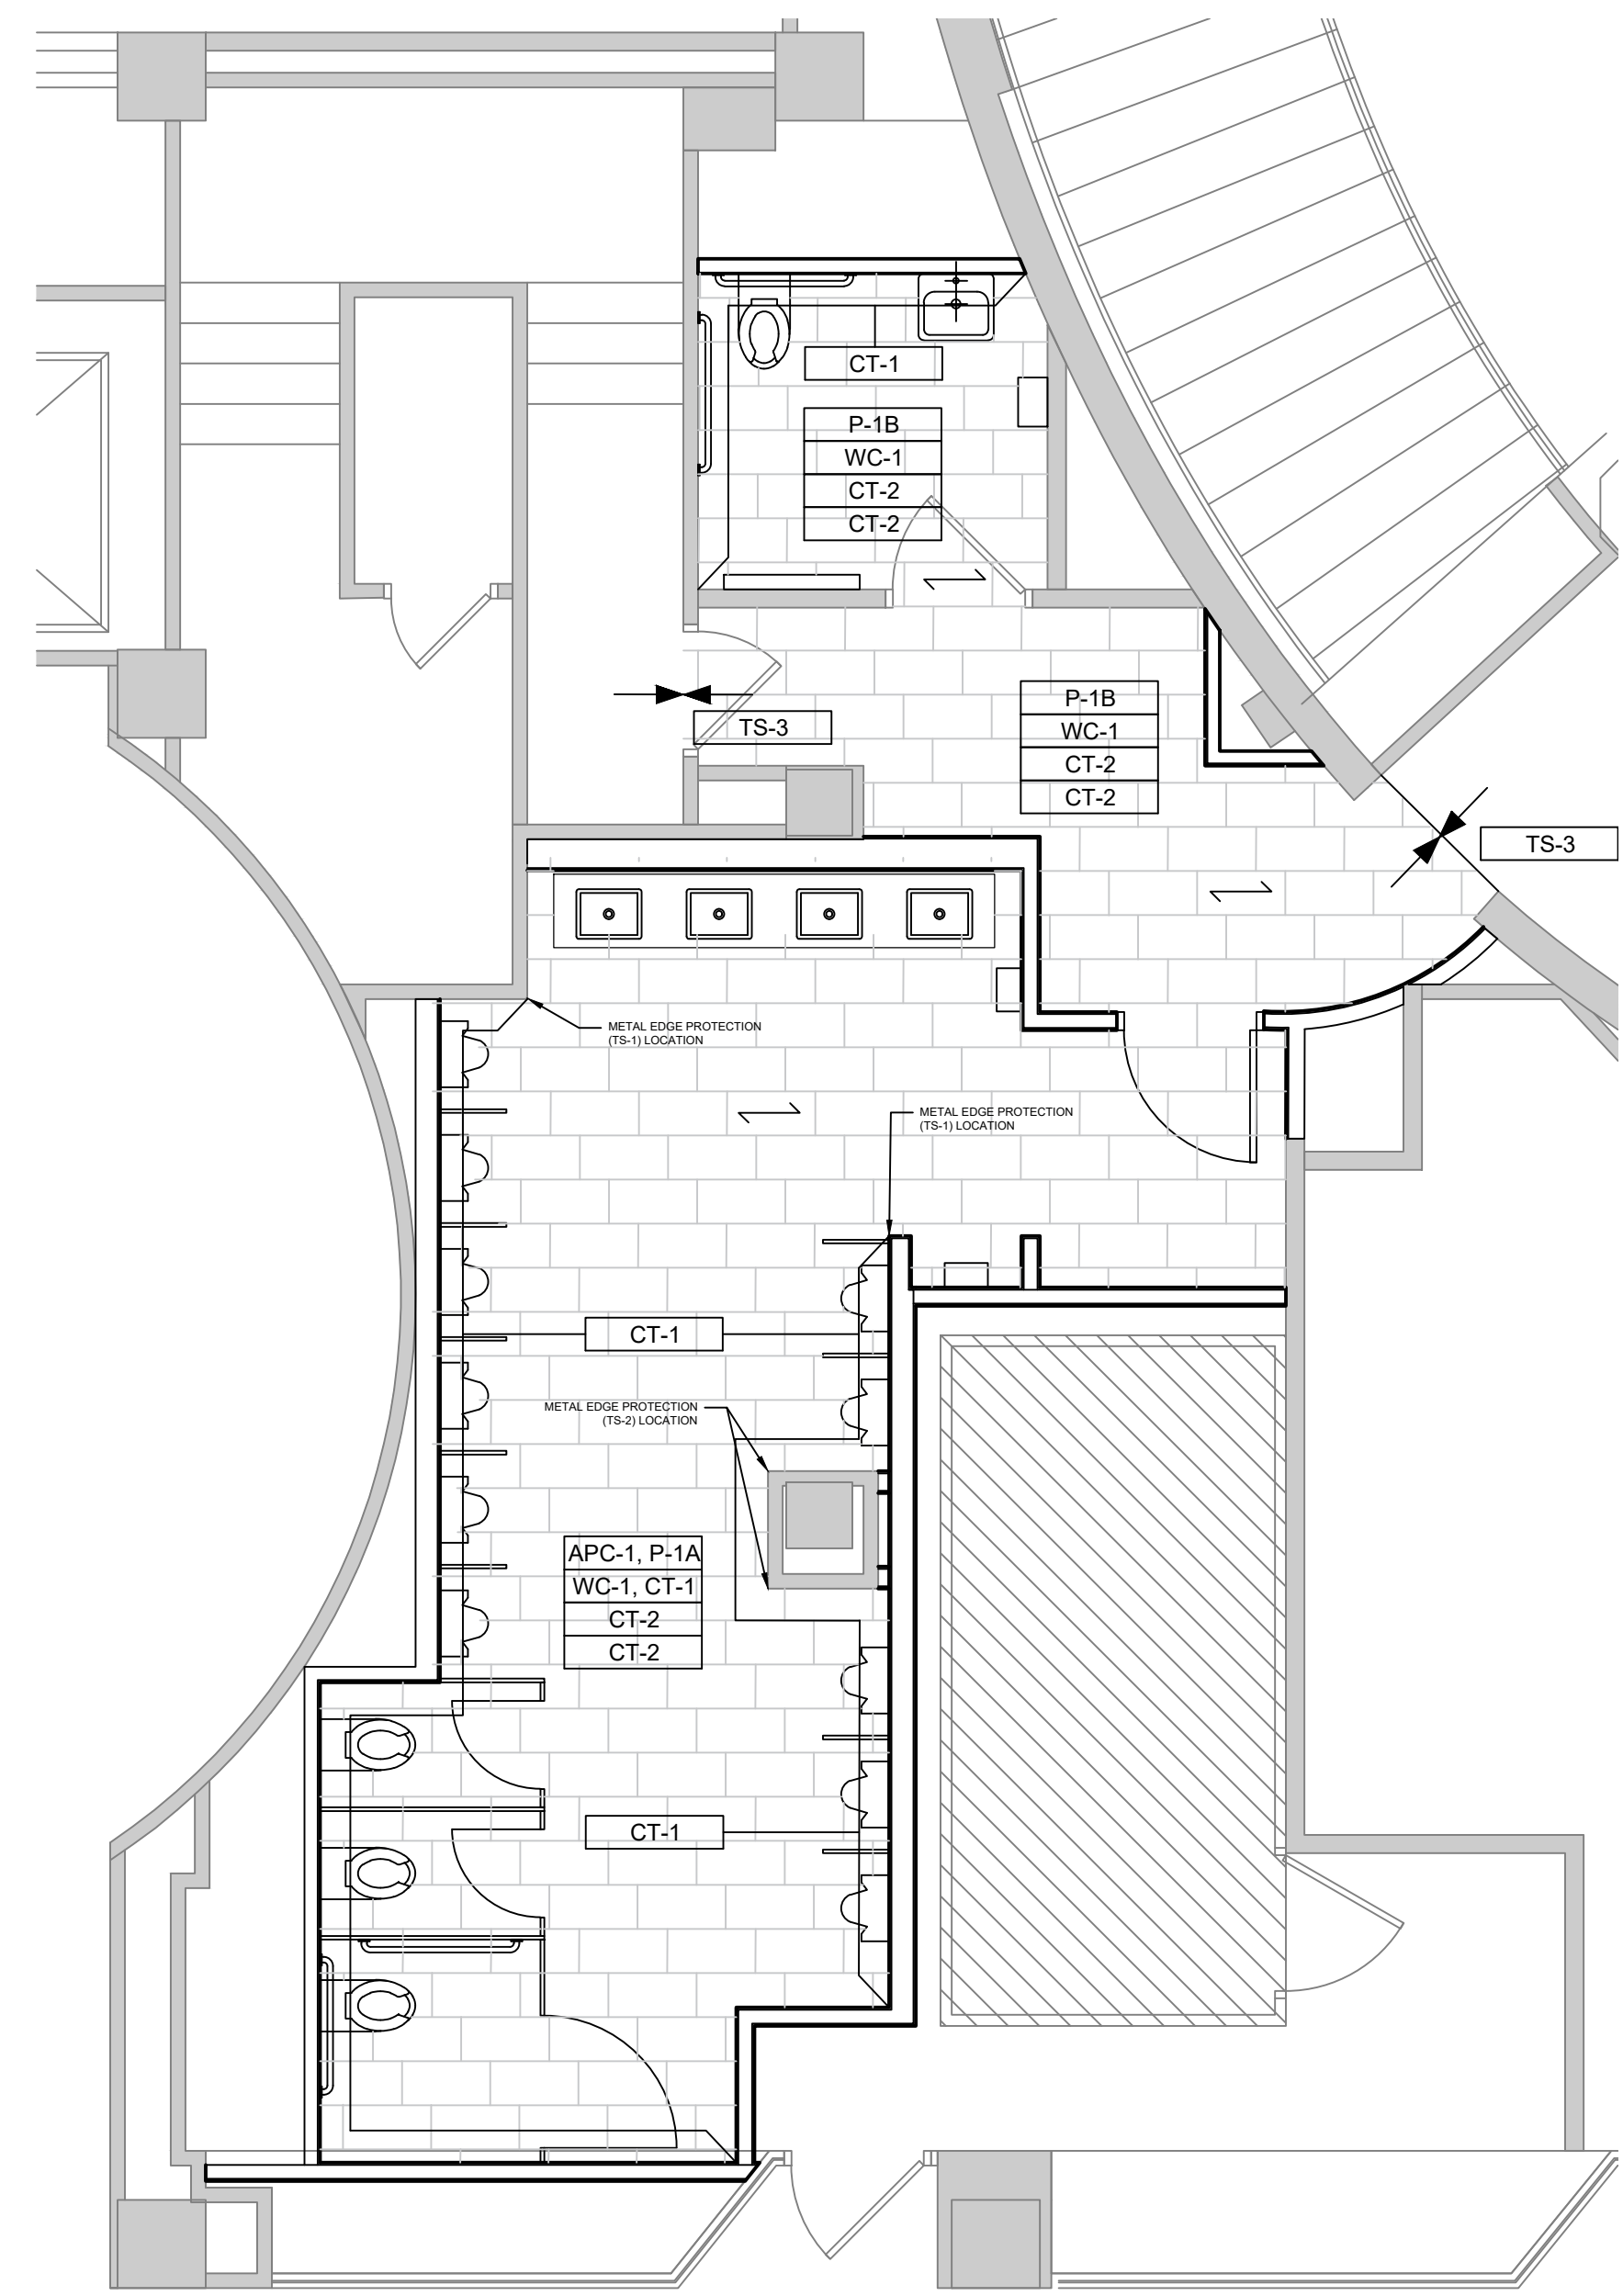 CT-1
P-1B
WC-1
CT-2
CT-2
TS-3
P-1B
WC-1
CT-2
CT-2
TS-3
METAL EDGE PROTECTION
(TS-1) LOCATION
METAL EDGE PROTECTION
(TS-1) LOCATION
CT-1
METAL EDGE PROTECTION
(TS-2) LOCATION
APC-1, P-1A
WC-1, CT-1
CT-2
CT-2
CT-1